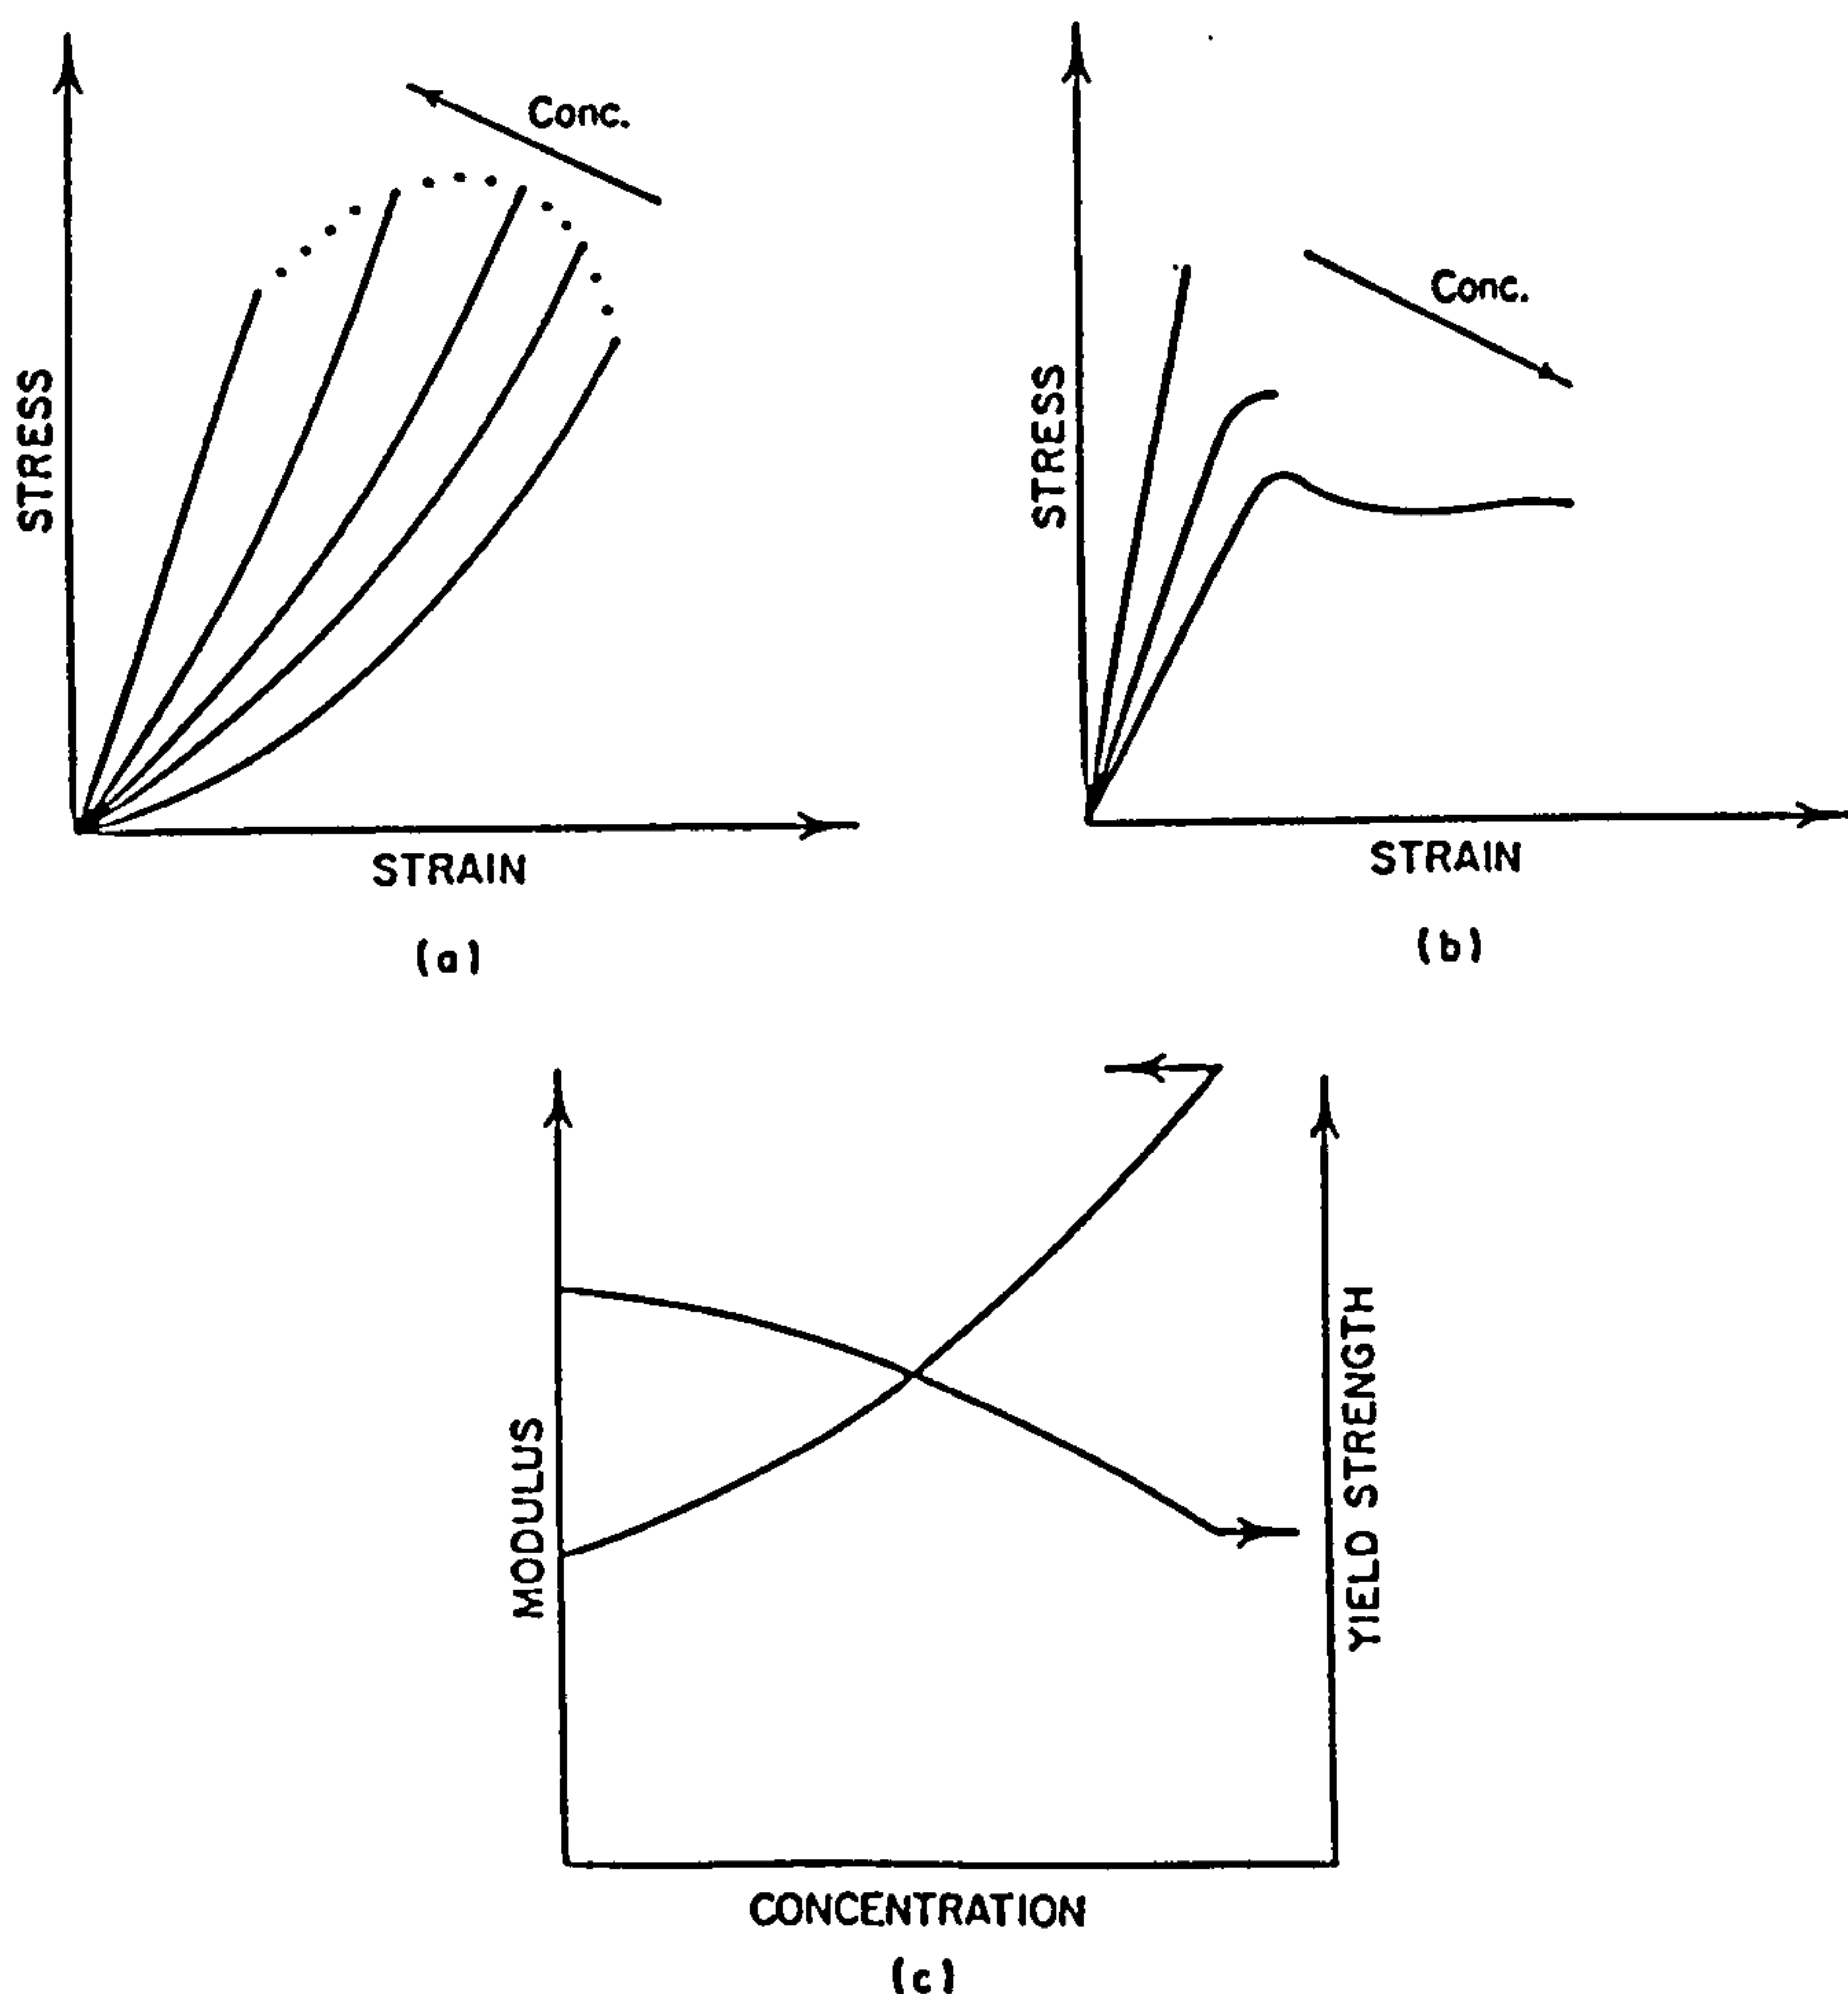 Conc.
STRESS
STRAIN
(a)
Conc.
STRESS
STRAIN
(b)
MODULUS
YIELD STRENGTH
CONCENTRATION
(c)